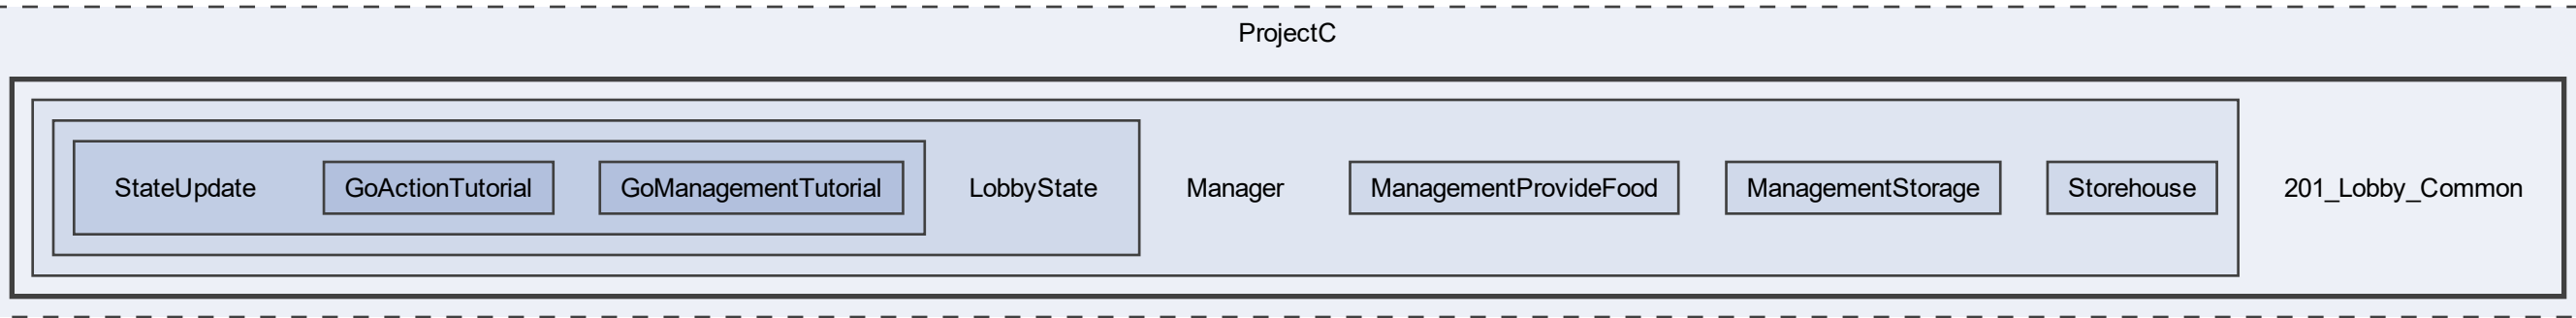 ProjectC
StateUpdate
GoActionTutorial
GoManagementTutorial
LobbyState
Manager
ManagementProvideFood
ManagementStorage
Storehouse
201_Lobby_Common